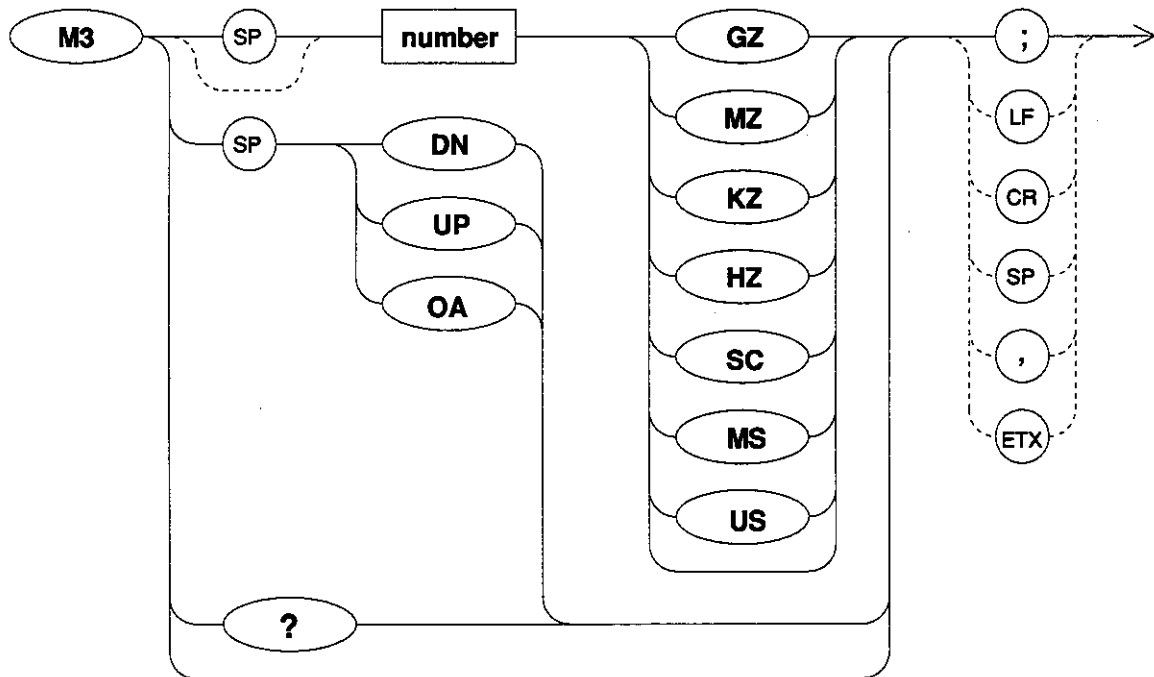 M3 SP number GZ ;
MZ LF
SP DN
KZ CR
UP
HZ SP
OA
SC ,
MS ETX
US
?